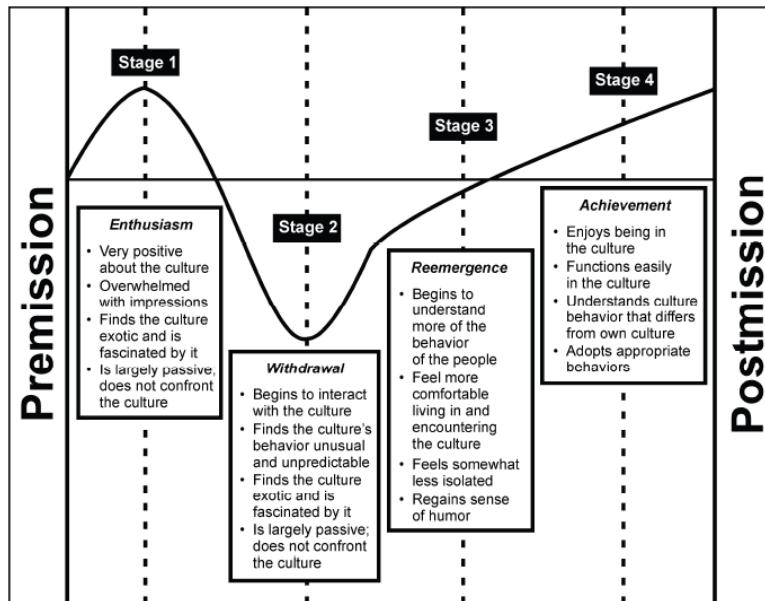 Premission
Stage 1
Enthusiasm
• Very positive
about the culture
• Overwhelmed
with impressions
• Finds the culture
exotic and is
fascinated by it
• Is largely passive;
does not confront
the culture
Stage 2
Withdrawal
• Begins to interact
with the culture
• Finds the culture's
behavior unusual
and unpredictable
• Finds the culture
exotic and is
fascinated by it
• Is largely passive;
does not confront
the culture
Stage 3
Reemergence
• Begins to
understand
more of the
behavior
of the people
• Feel more
comfortable
living in and
encountering
the culture
• Feels somewhat
less isolated
• Regains sense
of humor
Stage 4
Achievement
• Enjoys being in
the culture
• Functions easily
in the culture
• Understands culture
behavior that differs
from own culture
• Adopts appropriate
behaviors
Postmission